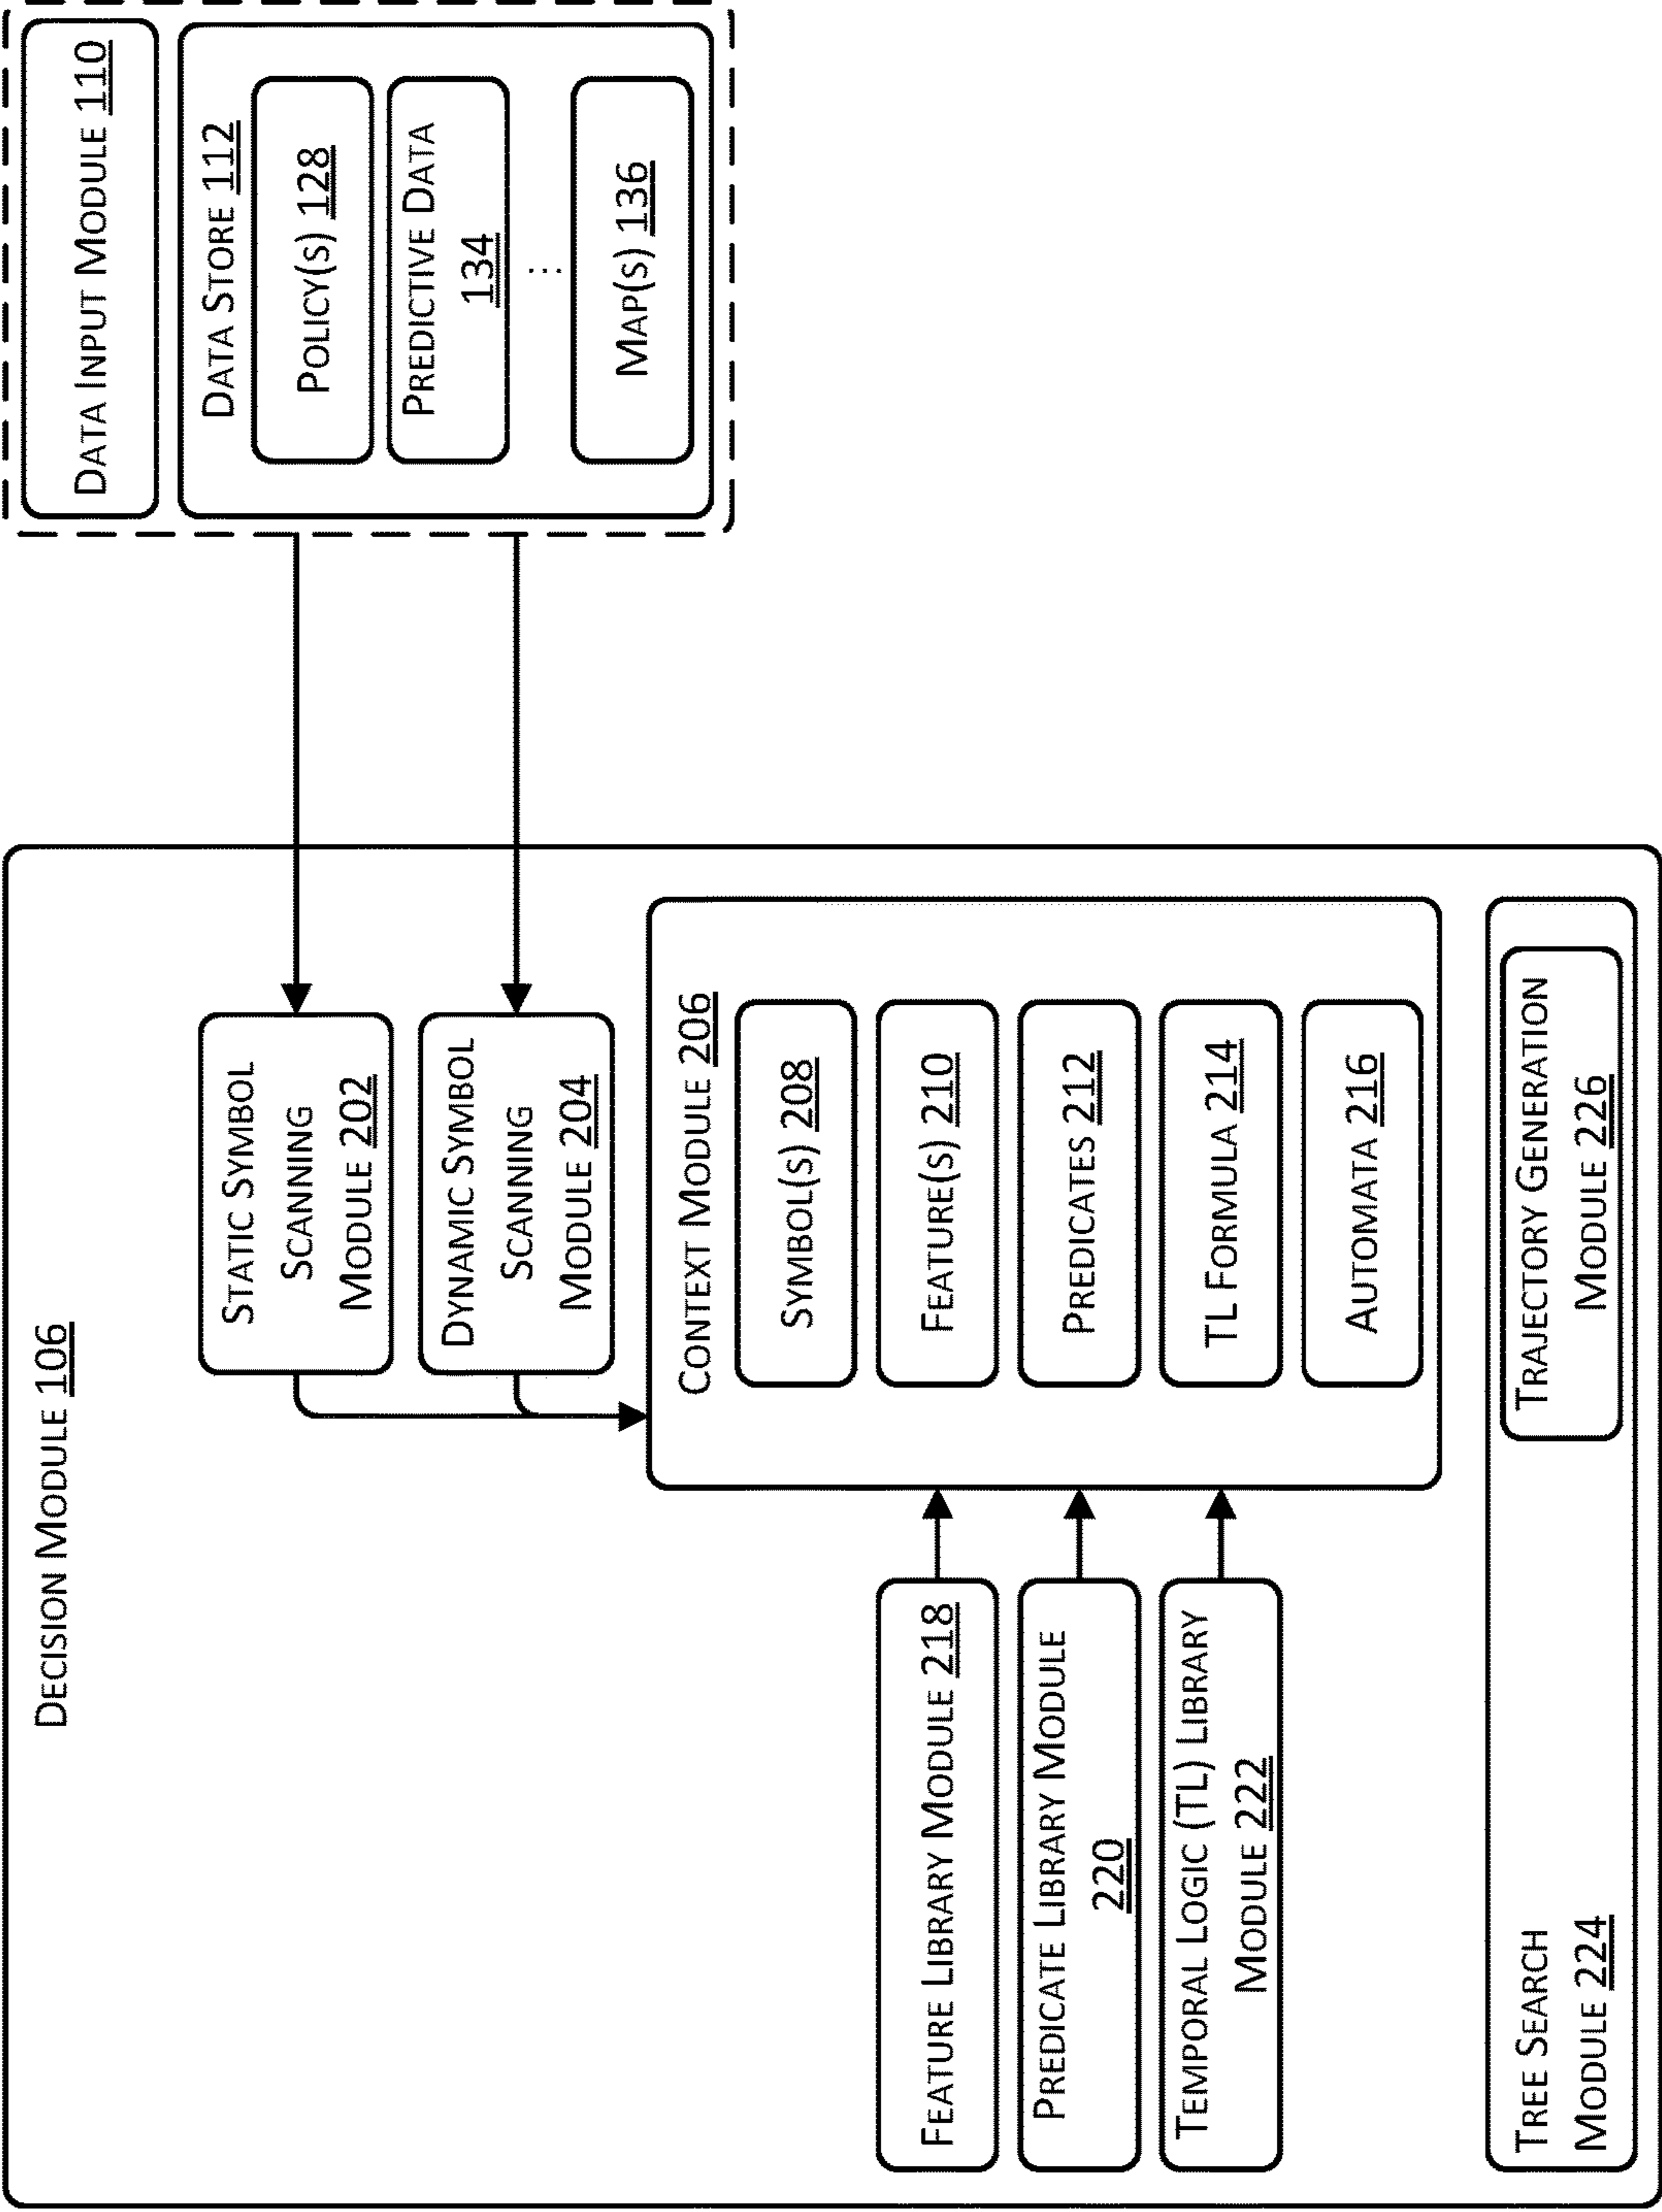 DECISION MODULE 106
STATIC SYMBOL
SCANNING
MODULE 202
DYNAMIC SYMBOL
SCANNING
MODULE 204
CONTEXT MODULE 206
SYMBOL(S) 208
FEATURE(S) 210
PREDICATES 212
TL FORMULA 214
AUTOMATA 216
FEATURE LIBRARY MODULE 218
PREDICATE LIBRARY MODULE
220
TEMPORAL LOGIC (TL) LIBRARY
MODULE 222
TREE SEARCH
MODULE 224
TRAJECTORY GENERATION
MODULE 226
DATA INPUT MODULE 110
DATA STORE 112
POLICY(S) 128
PREDICTIVE DATA
134
...
MAP(S) 136